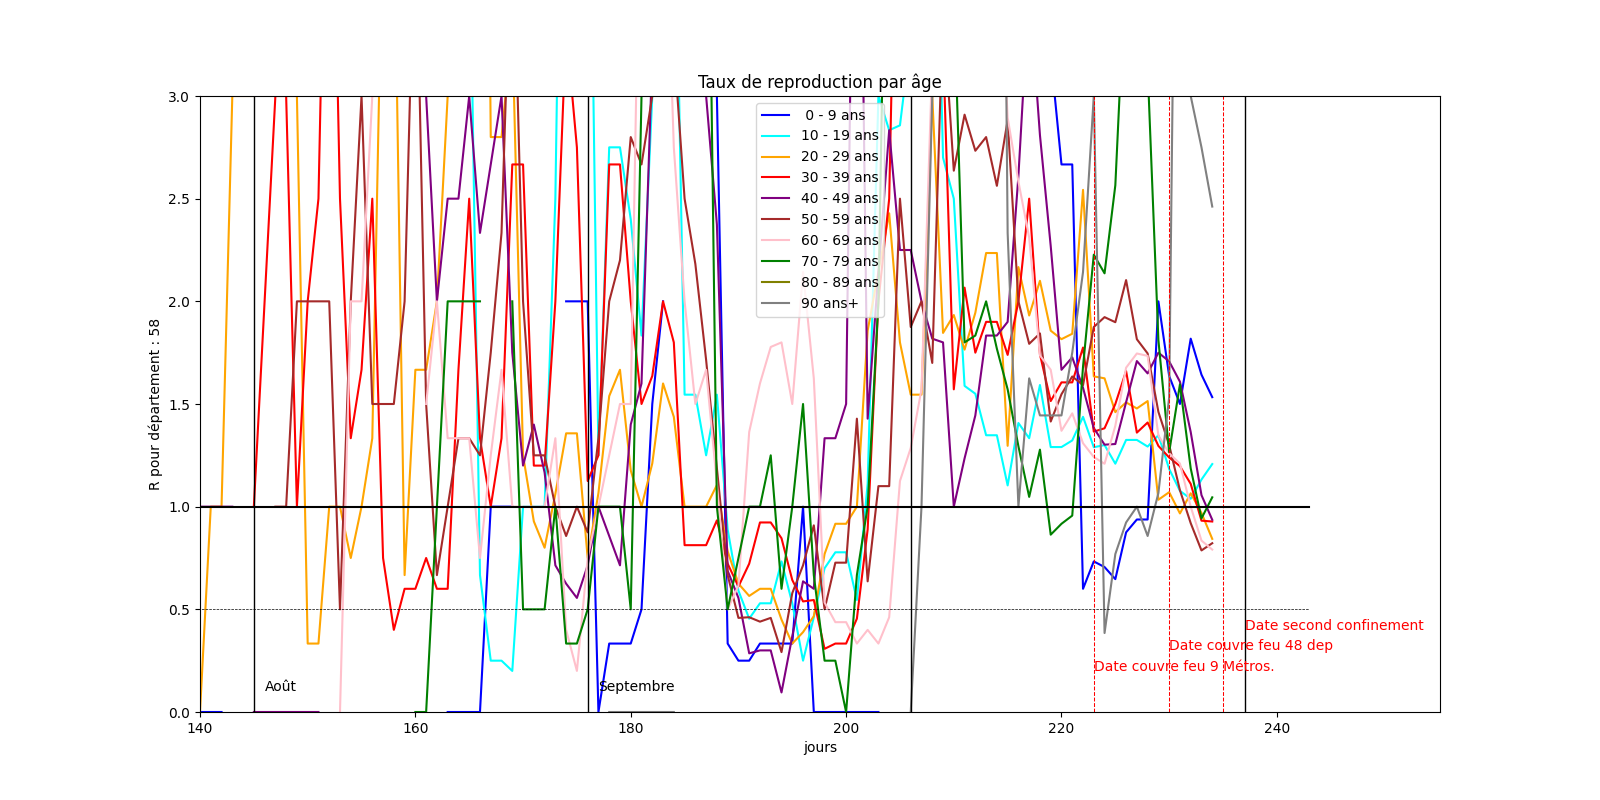 Taux de reproduction par âge
3.0
2.5
2.0
1.5
1.0
0.5
0.0
R pour département : 58
0 - 9 ans
10 - 19 ans
20 - 29 ans
30 - 39 ans
40 - 49 ans
50 - 59 ans
60 - 69 ans
70 - 79 ans
80 - 89 ans
90 ans+
Date second confinement
Date couvre feu 48 dep
Date couvre feu 9 Métros.
Août
Septembre
140
160
180
200
220
240
jours